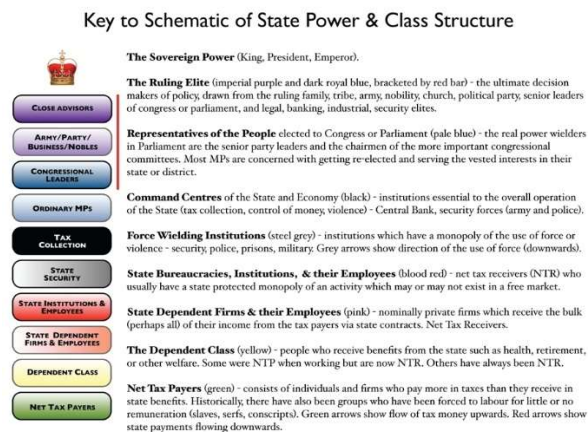 Key to Schematic of State Power & Class Structure
The Sovereign Power (King, President, Emperor).
The Ruling Elite (imperial purple and dark royal blue, bracketed by red bar) - the ultimate decision
makers of policy, drawn from the ruling family, tribe, army, nobility, church, political party, senior leaders
of congress or parliament, and legal, banking, industrial, security elites.
CLOSE ADVISORS
ARMY/PARTY/
BUSINESS/NOBLES
Representatives of the People elected to Congress or Parliament (pale blue) - the real power wielders
in Parliament are the senior party leaders and the chairmen of the more important congressional
committees. Most MPs are concerned with getting re-elected and serving the vested interests in their
state or district.
CONGRESSIONAL
LEADERS
ORDINARY MPS
Command Centres of the State and Economy (black) - institutions essential to the overall operation
of the State (tax collection, control of money, violence) - Central Bank, security forces (army and police).
TAX
COLLECTION
Force Wielding Institutions (steel grey) - institutions which have a monopoly of the use of force or
violence - security, police, prisons, military. Grey arrows show direction of the use of force (downwards).
STATE
SECURITY
State Bureaucracies, Institutions, & their Employees (blood red) - net tax receivers (NTR) who
usually have a state protected monopoly of an activity which may or may not exist in a free market.
STATE INSTITUTIONS &
EMPLOYEES
State Dependent Firms & their Employees (pink) - nominally private firms which receive the bulk
(perhaps all) of their income from the tax payers via state contracts. Net Tax Receivers.
STATE DEPENDENT
FIRMS & EMPLOYEES
The Dependent Class (yellow) - people who receive benefits from the state such as health, retirement,
or other welfare. Some were NTP when working but are now NTR. Others have always been NTR.
DEPENDENT CLASS
Net Tax Payers (green) - consists of individuals and firms who pay more in taxes than they receive in
state benefits. Historically, there have also been groups who have been forced to labour for little or no
remuneration (slaves, serfs, conscripts). Green arrows show flow of tax money upwards. Red arrows show
state payments flowing downwards.
NET TAX PAYERS